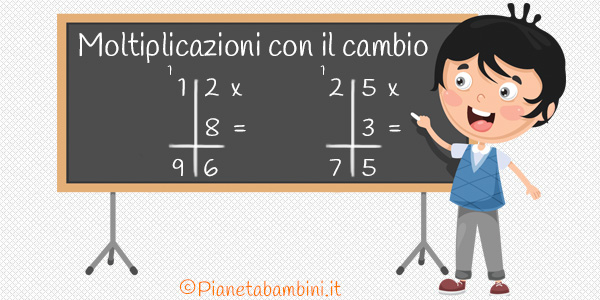 Moltiplicazioni con il cambio
1 1
1 2 x 2 5 x
8 = 3 =
9 6 7 5
©Pianetabambini.it